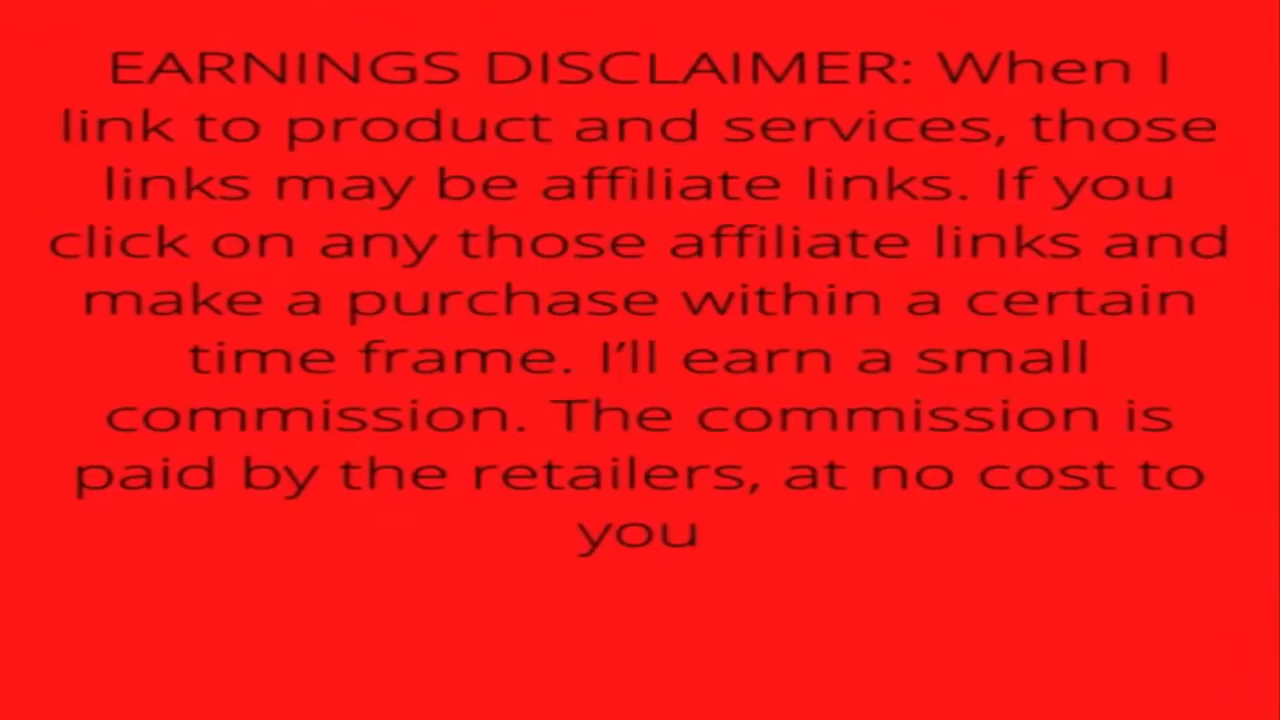 EARNINGS DISCLAIMER: When I
link to product and services, those
links may be affiliate links. If you
click on any those affiliate links and
make a purchase within a certain
time frame. I’ll earn a small
commission. The commission is
paid by the retailers, at no cost to
you